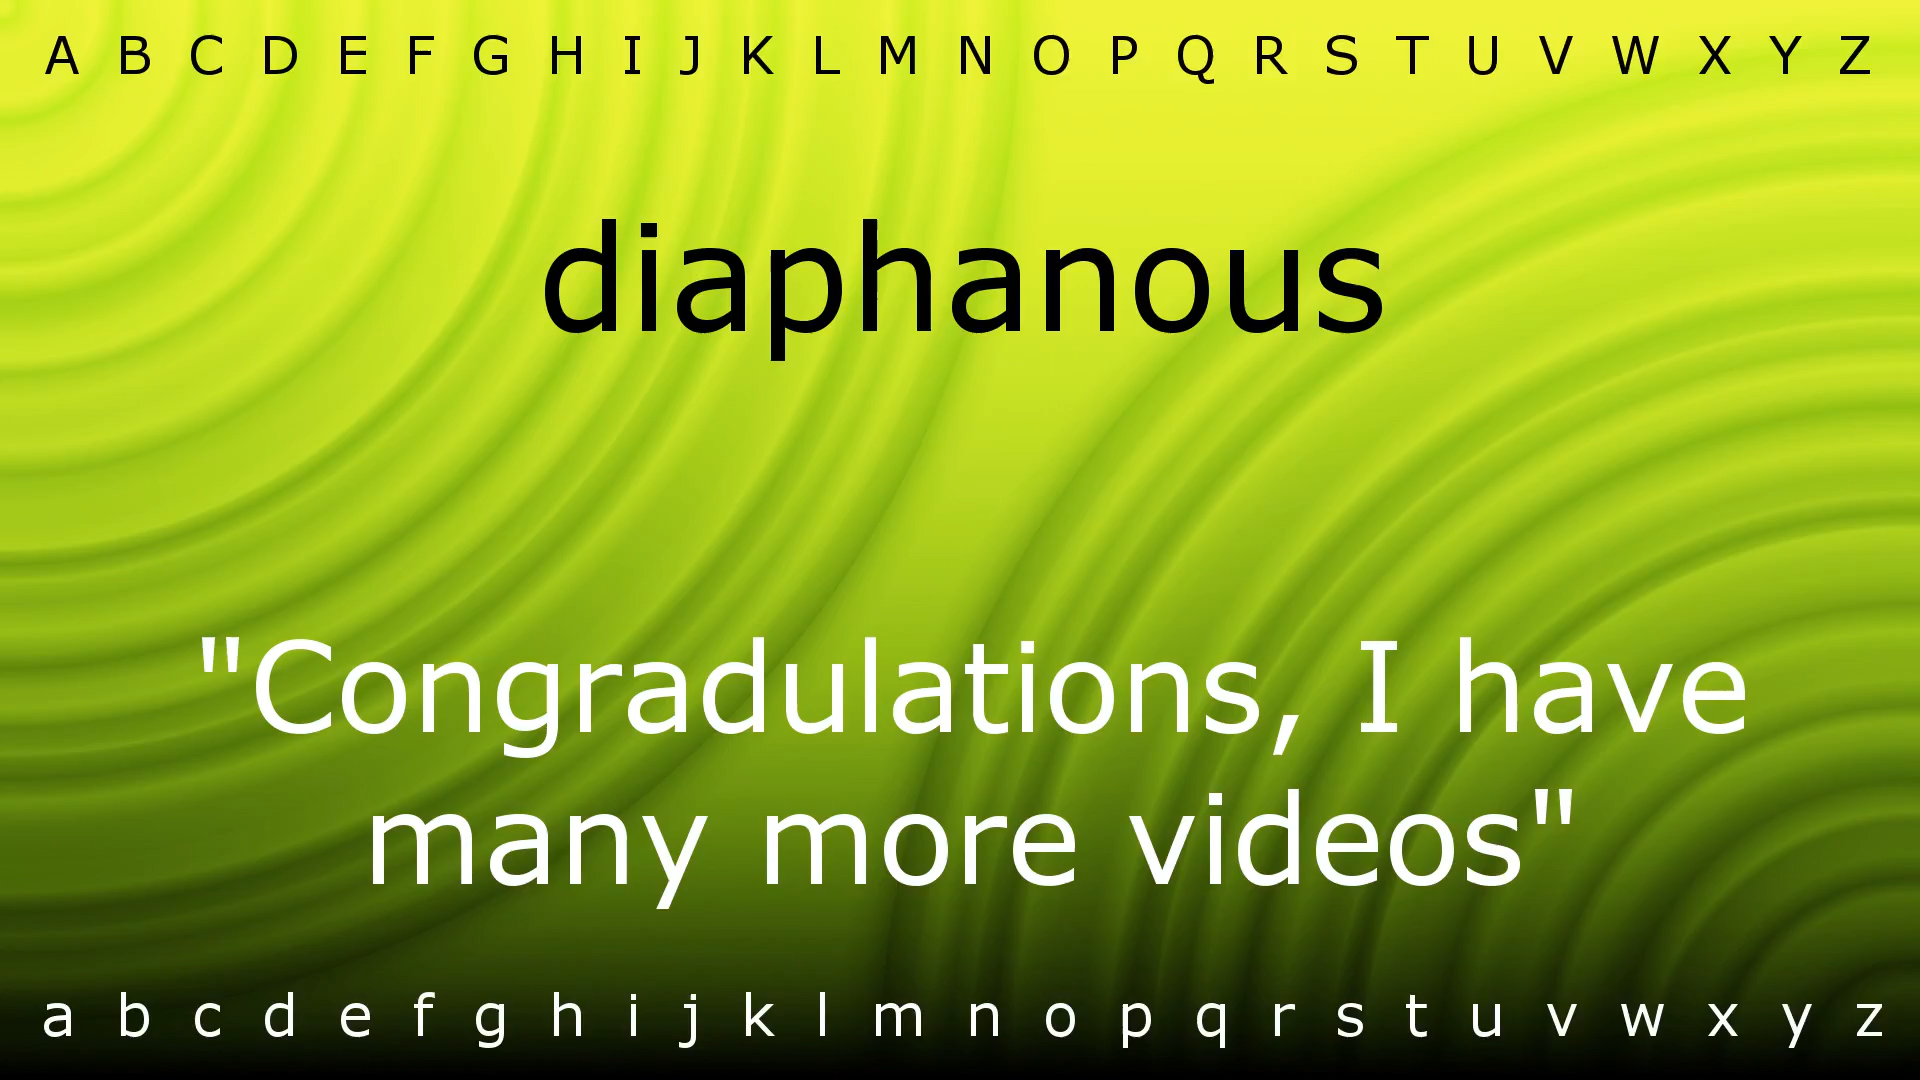 A B C D E F G H I J K L M N O P Q R S T U V W X Y Z
diaphanous
"Congradulations, I have
many more videos"
a b c d e f g h i j k l m n o p q r s t u v w x y z